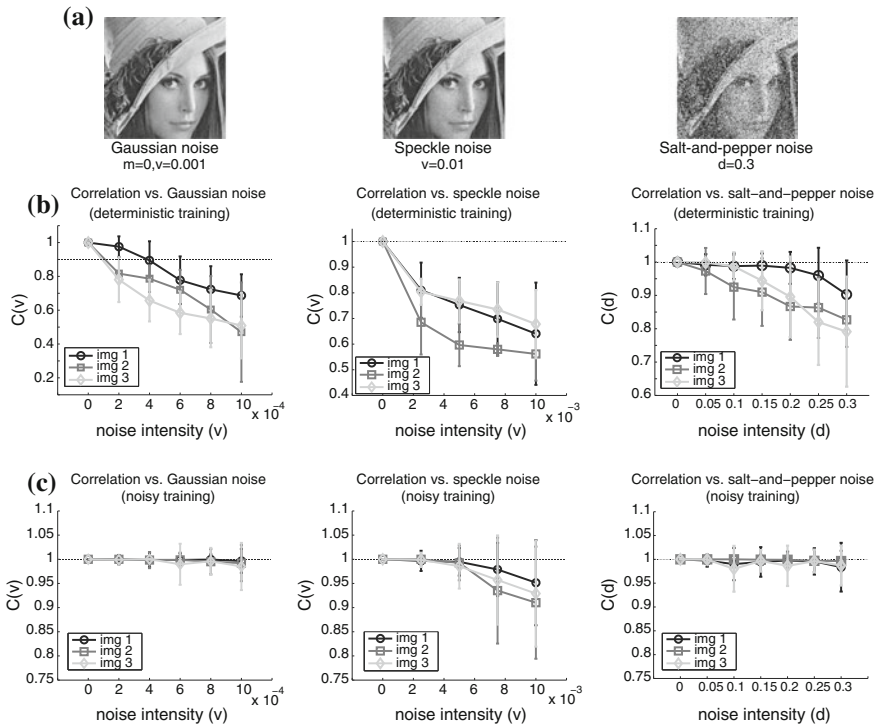 (a)
Gaussian noise
m=0,v=0.001
Speckle noise
v=0.01
Salt-and-pepper noise
d=0.3
(b)
Correlation vs. Gaussian noise
(deterministic training)
1
0.8
0.6
0.4
0.2
C(v)
img 1
img 2
img 3
0 2 4 6 8 10
x 10⁻⁴
noise intensity (v)
Correlation vs. speckle noise
(deterministic training)
1
0.9
0.8
0.7
0.6
0.5
0.4
C(v)
img 1
img 2
img 3
0 2 4 6 8 10
x 10⁻³
noise intensity (v)
Correlation vs. salt−and−pepper noise
(deterministic training)
1.1
1
0.9
0.8
0.7
0.6
C(d)
img 1
img 2
img 3
0 0.05 0.1 0.15 0.2 0.25 0.3
noise intensity (d)
(c)
Correlation vs. Gaussian noise
(noisy training)
1.1
1.05
1
0.95
0.9
0.85
0.8
0.75
C(v)
img 1
img 2
img 3
0 2 4 6 8 10
x 10⁻⁴
noise intensity (v)
Correlation vs. speckle noise
(noisy training)
1.1
1.05
1
0.95
0.9
0.85
0.8
0.75
C(v)
img 1
img 2
img 3
0 2 4 6 8 10
x 10⁻³
noise intensity (v)
Correlation vs. salt−and−pepper noise
(noisy training)
1.1
1.05
1
0.95
0.9
0.85
0.8
0.75
C(d)
img 1
img 2
img 3
0 0.05 0.1 0.15 0.2 0.25 0.3
noise intensity (d)